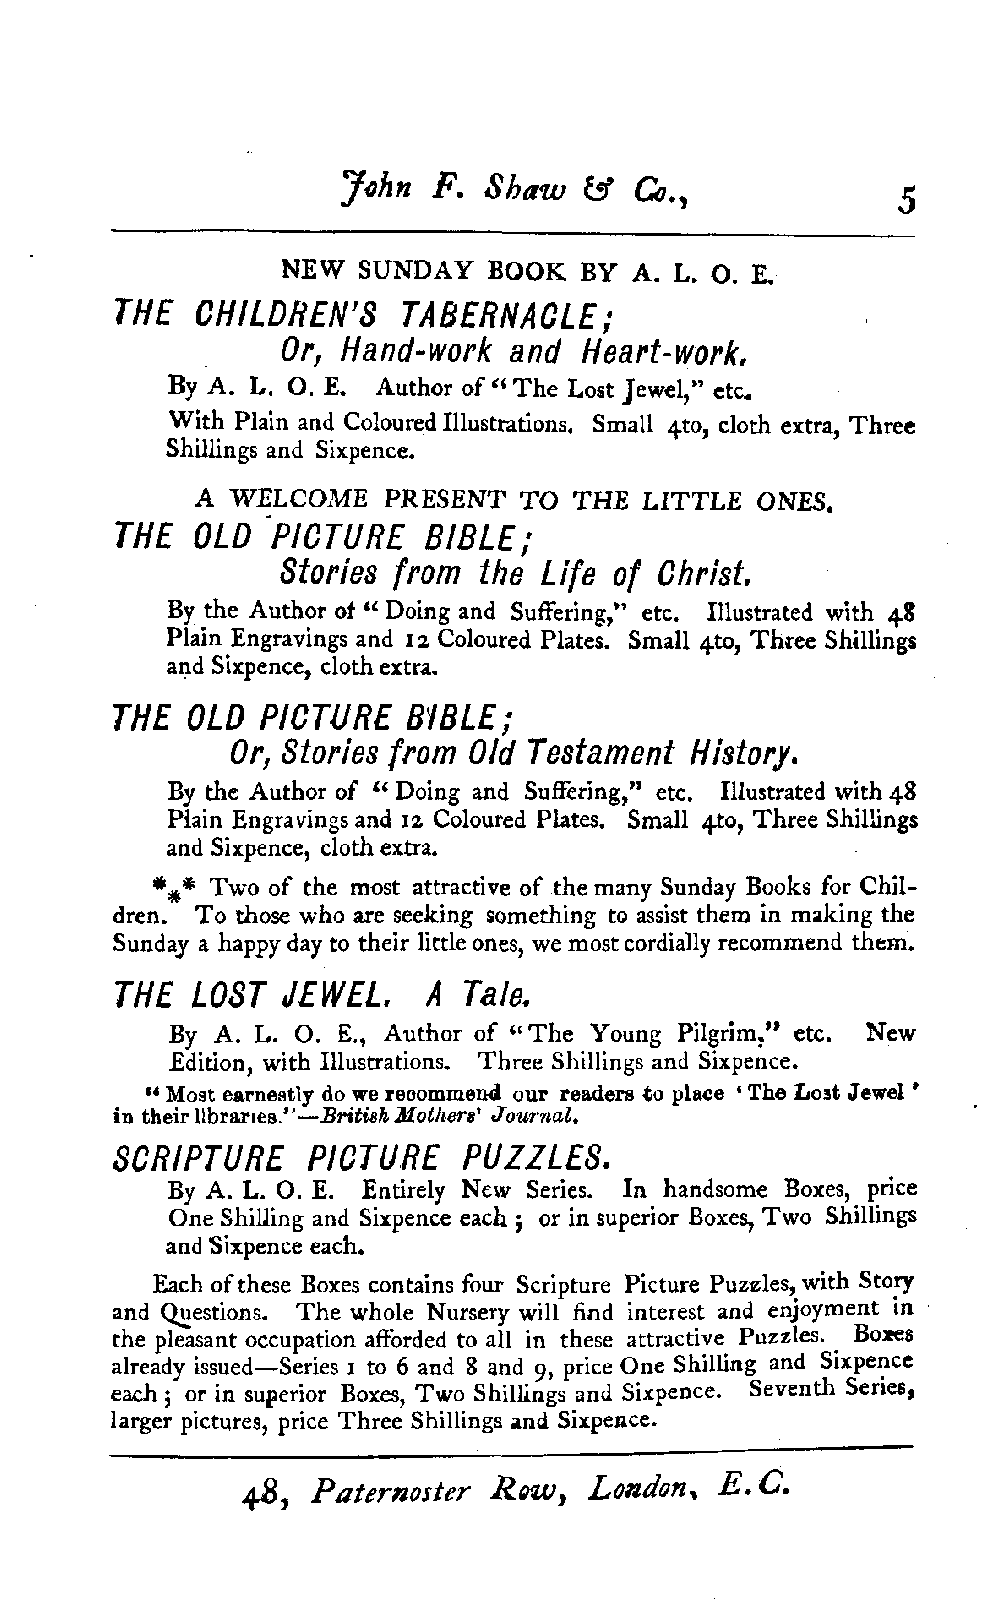 John F. Shaw & Co.,
5
NEW SUNDAY BOOK BY A. L. O. E.
THE CHILDREN'S TABERNACLE;
Or, Hand-work and Heart-work.
By A. L. O. E. Author of "The Lost Jewel," etc.
With Plain and Coloured Illustrations. Small 4to, cloth extra, Three
Shillings and Sixpence.
A WELCOME PRESENT TO THE LITTLE ONES.
THE OLD PICTURE BIBLE;
Stories from the Life of Christ.
By the Author of "Doing and Suffering," etc. Illustrated with 48
Plain Engravings and 12 Coloured Plates. Small 4to, Three Shillings
and Sixpence, cloth extra.
THE OLD PICTURE BIBLE;
Or, Stories from Old Testament History.
By the Author of "Doing and Suffering," etc. Illustrated with 48
Plain Engravings and 12 Coloured Plates. Small 4to, Three Shillings
and Sixpence, cloth extra.
*** Two of the most attractive of the many Sunday Books for Chil-
dren. To those who are seeking something to assist them in making the
Sunday a happy day to their little ones, we most cordially recommend them.
THE LOST JEWEL. A Tale.
By A. L. O. E., Author of "The Young Pilgrim," etc. New
Edition, with Illustrations. Three Shillings and Sixpence.
"Most earnestly do we recommend our readers to place 'The Lost Jewel'
in their libraries."—British Mothers' Journal.
SCRIPTURE PICTURE PUZZLES.
By A. L. O. E. Entirely New Series. In handsome Boxes, price
One Shilling and Sixpence each; or in superior Boxes, Two Shillings
and Sixpence each.
Each of these Boxes contains four Scripture Picture Puzzles, with Story
and Questions. The whole Nursery will find interest and enjoyment in
the pleasant occupation afforded to all in these attractive Puzzles. Boxes
already issued—Series 1 to 6 and 8 and 9, price One Shilling and Sixpence
each; or in superior Boxes, Two Shillings and Sixpence. Seventh Series,
larger pictures, price Three Shillings and Sixpence.
48, Paternoster Row, London, E.C.